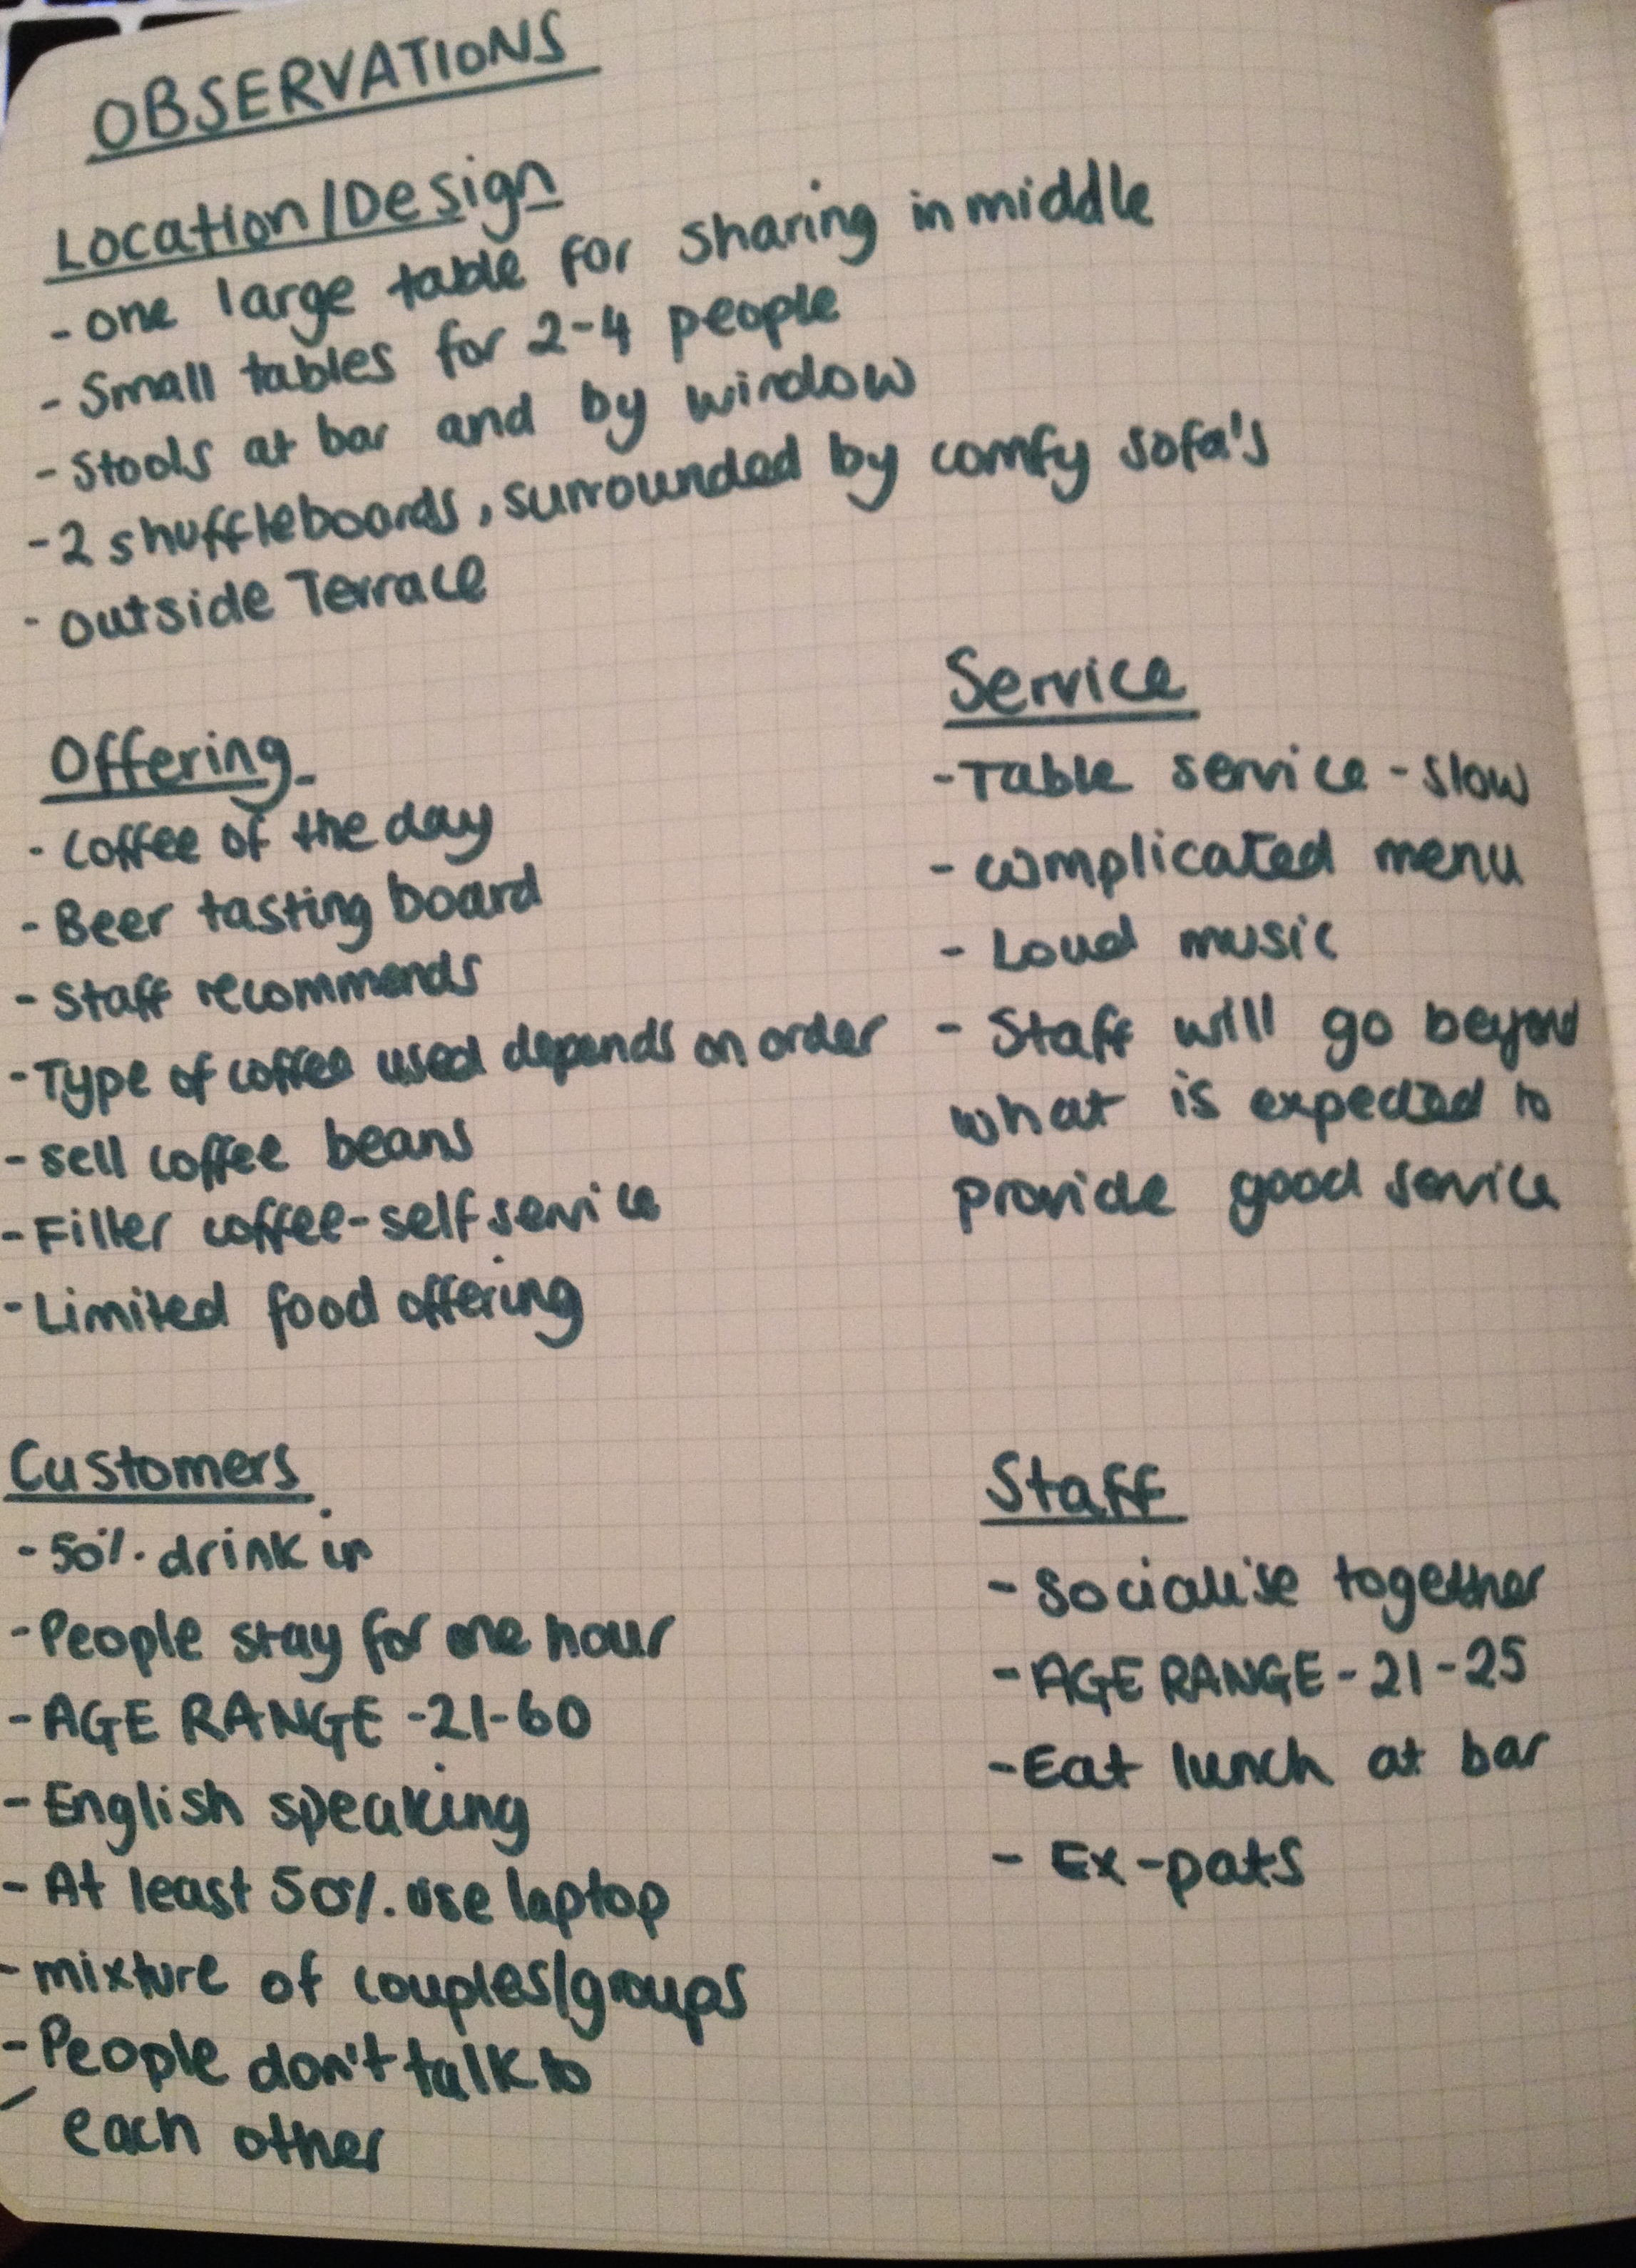 OBSERVATIONS
Location/Design
- one large table for sharing in middle
- Small tables for 2-4 people
- Stools at bar and by window
- 2 shuffleboards, surrounded by comfy sofa's
- outside Terrace
Offering
- Coffee of the day
- Beer tasting board
- Staff recommends
- Type of coffee used depends on order
- sell coffee beans
- Filter coffee - self service
- Limited food offering
Service
- Table service - slow
- complicated menu
- Loud music
- Staff will go beyond
what is expected to
provide good service
Customers
- 50% drink in
- People stay for one hour
- AGE RANGE - 21-60
- English speaking
- At least 50% use laptop
- mixture of couples/groups
- People don't talk to
each other
Staff
- Socialise together
- AGE RANGE - 21-25
- Eat lunch at bar
- Ex-pats